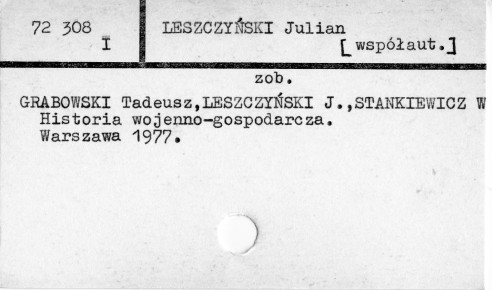 72 308 LESZCZYŃSKI Julian
I [współaut.]
zob.
GRABOWSKI Tadeusz,LESZCZYŃSKI J.,STANKIEWICZ W
Historia wojenno-gospodarcza.
Warszawa 1977.